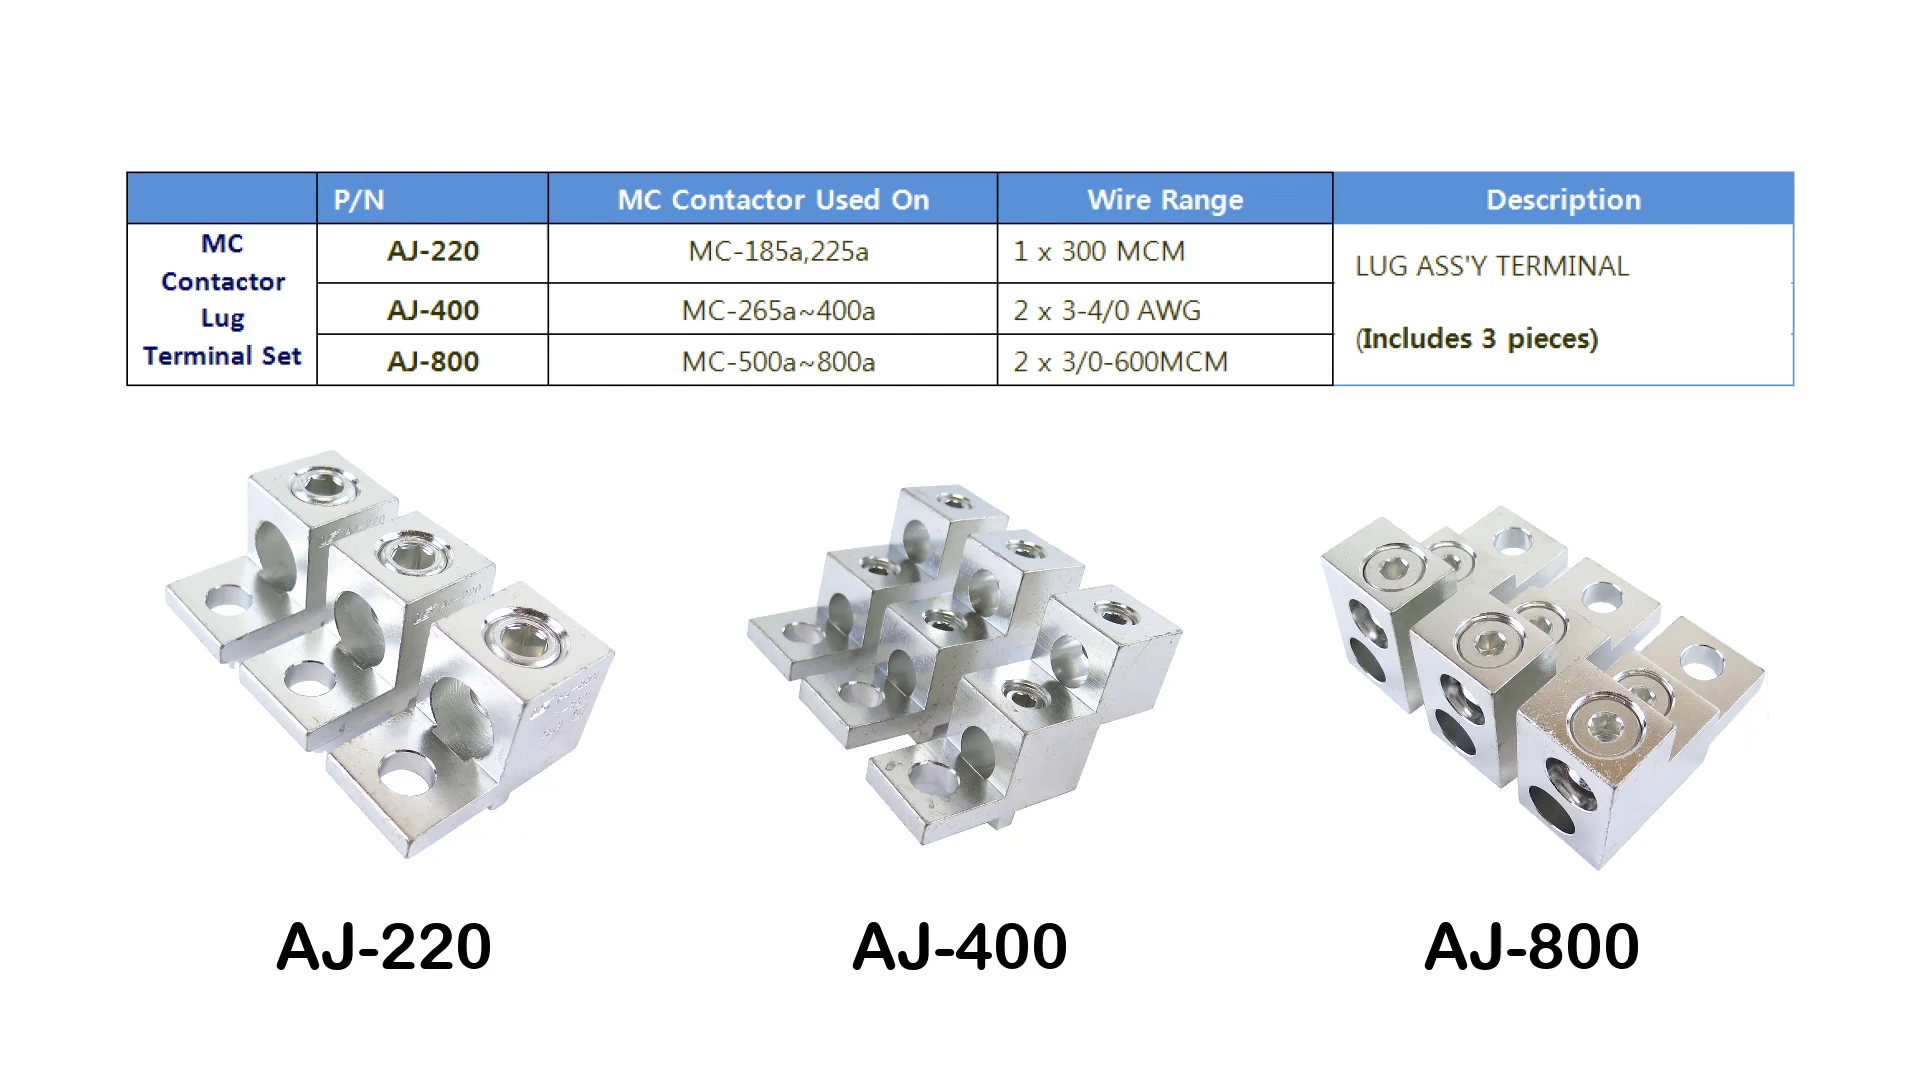 P/N MC Contactor Used On Wire Range Description
MC
Contactor
Lug
Terminal Set
AJ-220 MC-185a,225a 1 x 300 MCM
AJ-400 MC-265a~400a 2 x 3-4/0 AWG
AJ-800 MC-500a~800a 2 x 3/0-600MCM
LUG ASS'Y TERMINAL
(Includes 3 pieces)
AJ-220 AJ-400 AJ-800